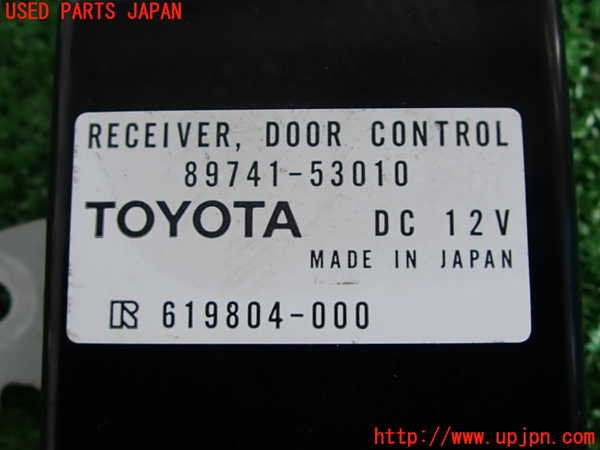 USED PARTS JAPAN
RECEIVER, DOOR CONTROL
89741-53010
TOYOTA DC 12V
MADE IN JAPAN
R 619804-000
http://www.upjpn.com/